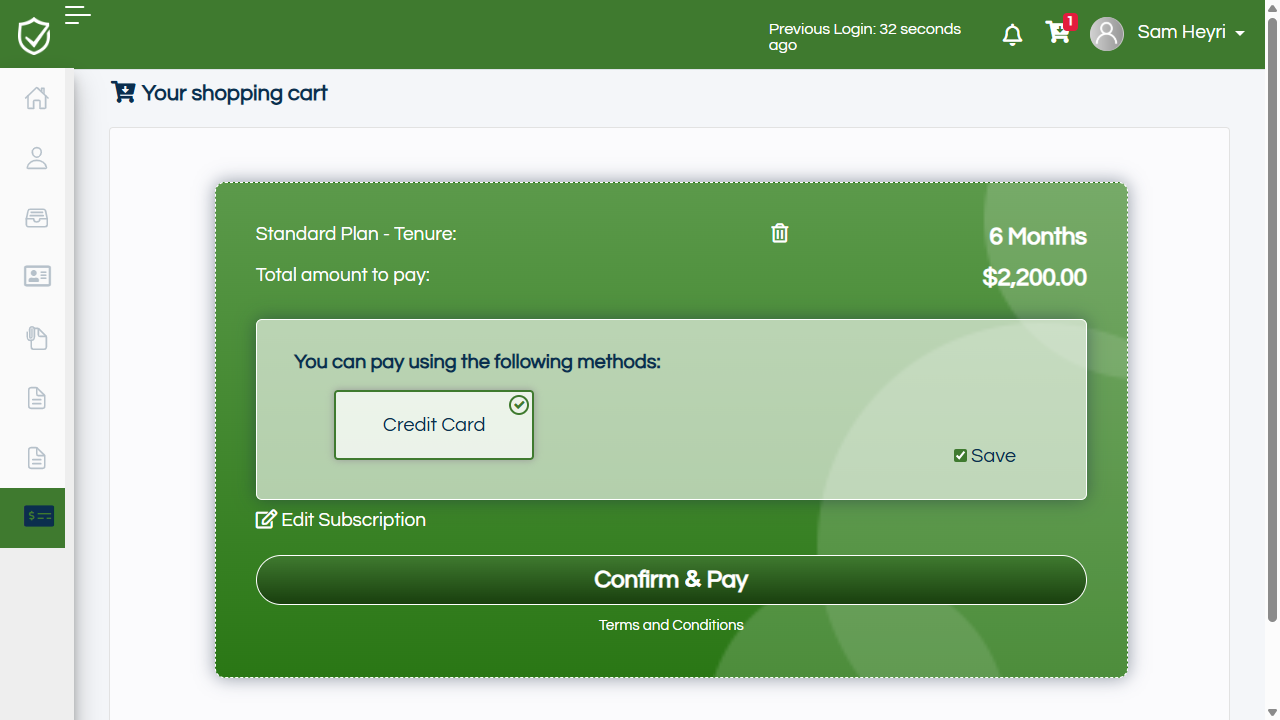 Previous Login: 32 seconds
ago
1
Sam Heyri
Your shopping cart
Standard Plan - Tenure:
6 Months
Total amount to pay:
$2,200.00
You can pay using the following methods:
Credit Card
Save
Edit Subscription
Confirm & Pay
Terms and Conditions